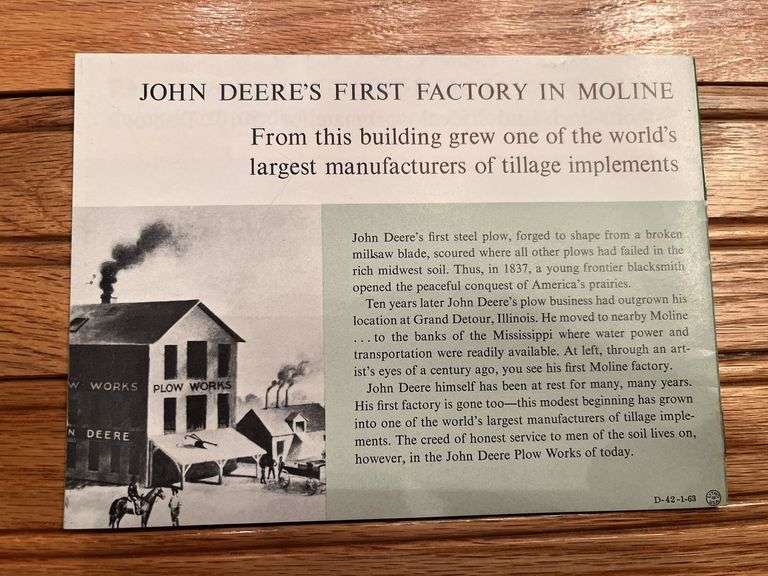 JOHN DEERE'S FIRST FACTORY IN MOLINE
From this building grew one of the world's
largest manufacturers of tillage implements
John Deere's first steel plow, forged to shape from a broken
millsaw blade, scoured where all other plows had failed in the
rich midwest soil. Thus, in 1837, a young frontier blacksmith
opened the peaceful conquest of America's prairies.
Ten years later John Deere's plow business had outgrown his
location at Grand Detour, Illinois. He moved to nearby Moline
. . . to the banks of the Mississippi where water power and
transportation were readily available. At left, through an art-
ist's eyes of a century ago, you see his first Moline factory.
John Deere himself has been at rest for many, many years.
His first factory is gone too—this modest beginning has grown
into one of the world's largest manufacturers of tillage imple-
ments. The creed of honest service to men of the soil lives on,
however, in the John Deere Plow Works of today.
W WORKS PLOW WORKS
N DEERE
D-42-1-63